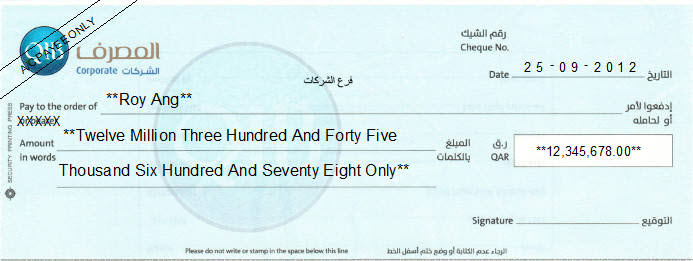 A/C PAYEE ONLY
QIB المصرف
Corporate الشركات
رقم الشيك
Cheque No.
فرع الشركات
Date 25-09-2012 التاريخ
Pay to the order of **Roy Ang** إدفعوا لأمر
XXXXX أو لحامله
Amount in words **Twelve Million Three Hundred And Forty Five المبلغ بالكلمات
ر.ق QAR **12,345,678.00**
Thousand Six Hundred And Seventy Eight Only**
Signature التوقيع
Please do not write or stamp in the space below this line الرجاء عدم الكتابة أو وضع ختم أسفل الخط
SECURITY PRINTING PRESS